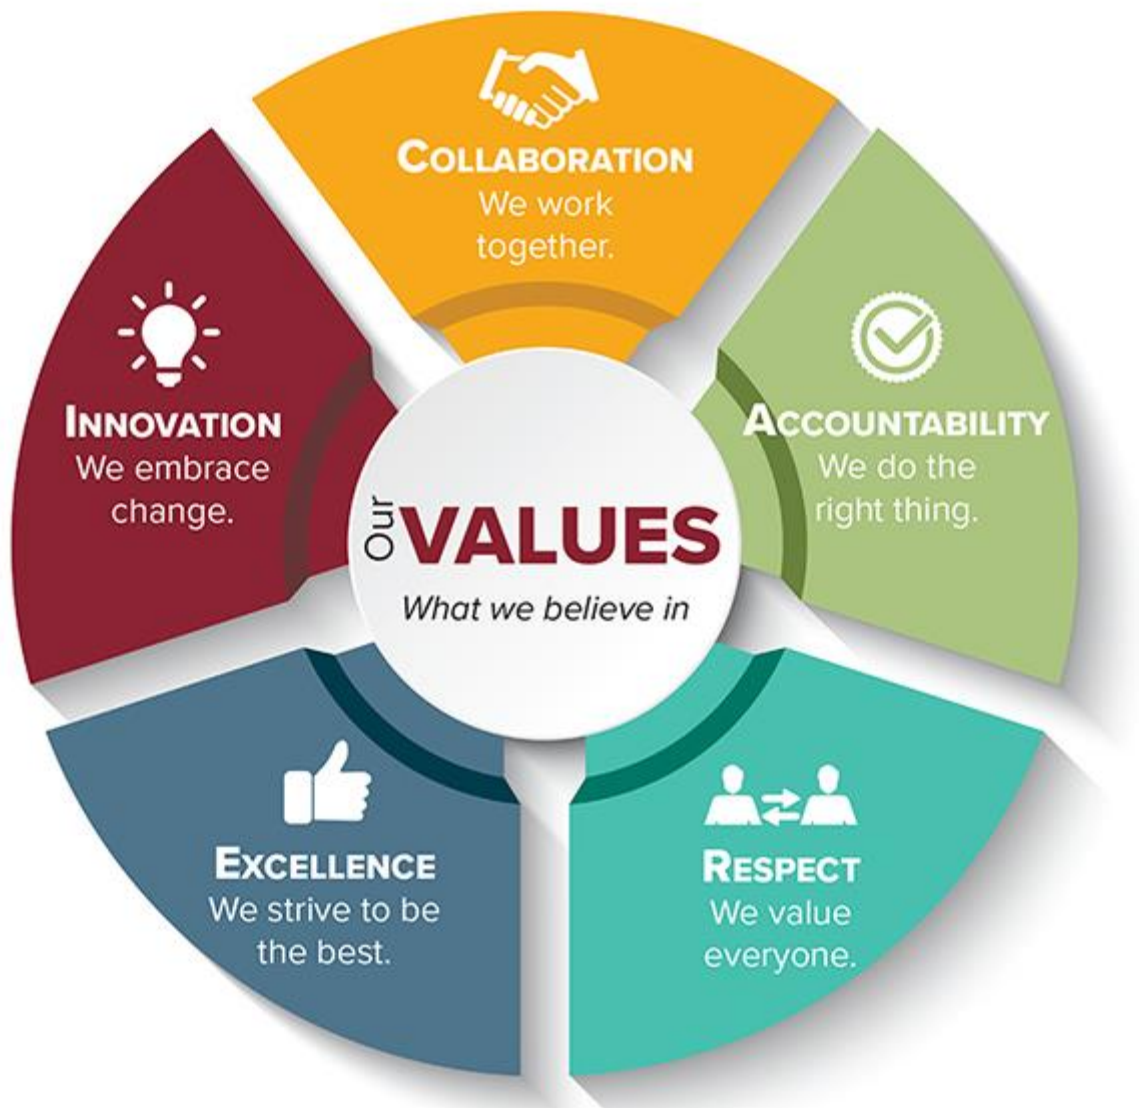 COLLABORATION
We work
together.
ACCOUNTABILITY
We do the
right thing.
RESPECT
We value
everyone.
EXCELLENCE
We strive to be
the best.
INNOVATION
We embrace
change.
Our VALUES
What we believe in